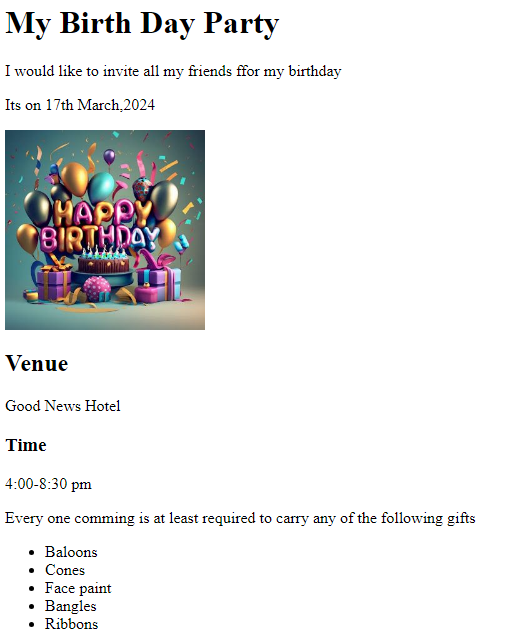 My Birth Day Party
I would like to invite all my friends ffor my birthday
Its on 17th March,2024
HAPPY
BIRTHDAY
Venue
Good News Hotel
Time
4:00-8:30 pm
Every one comming is at least required to carry any of the following gifts
Baloons
Cones
Face paint
Bangles
Ribbons